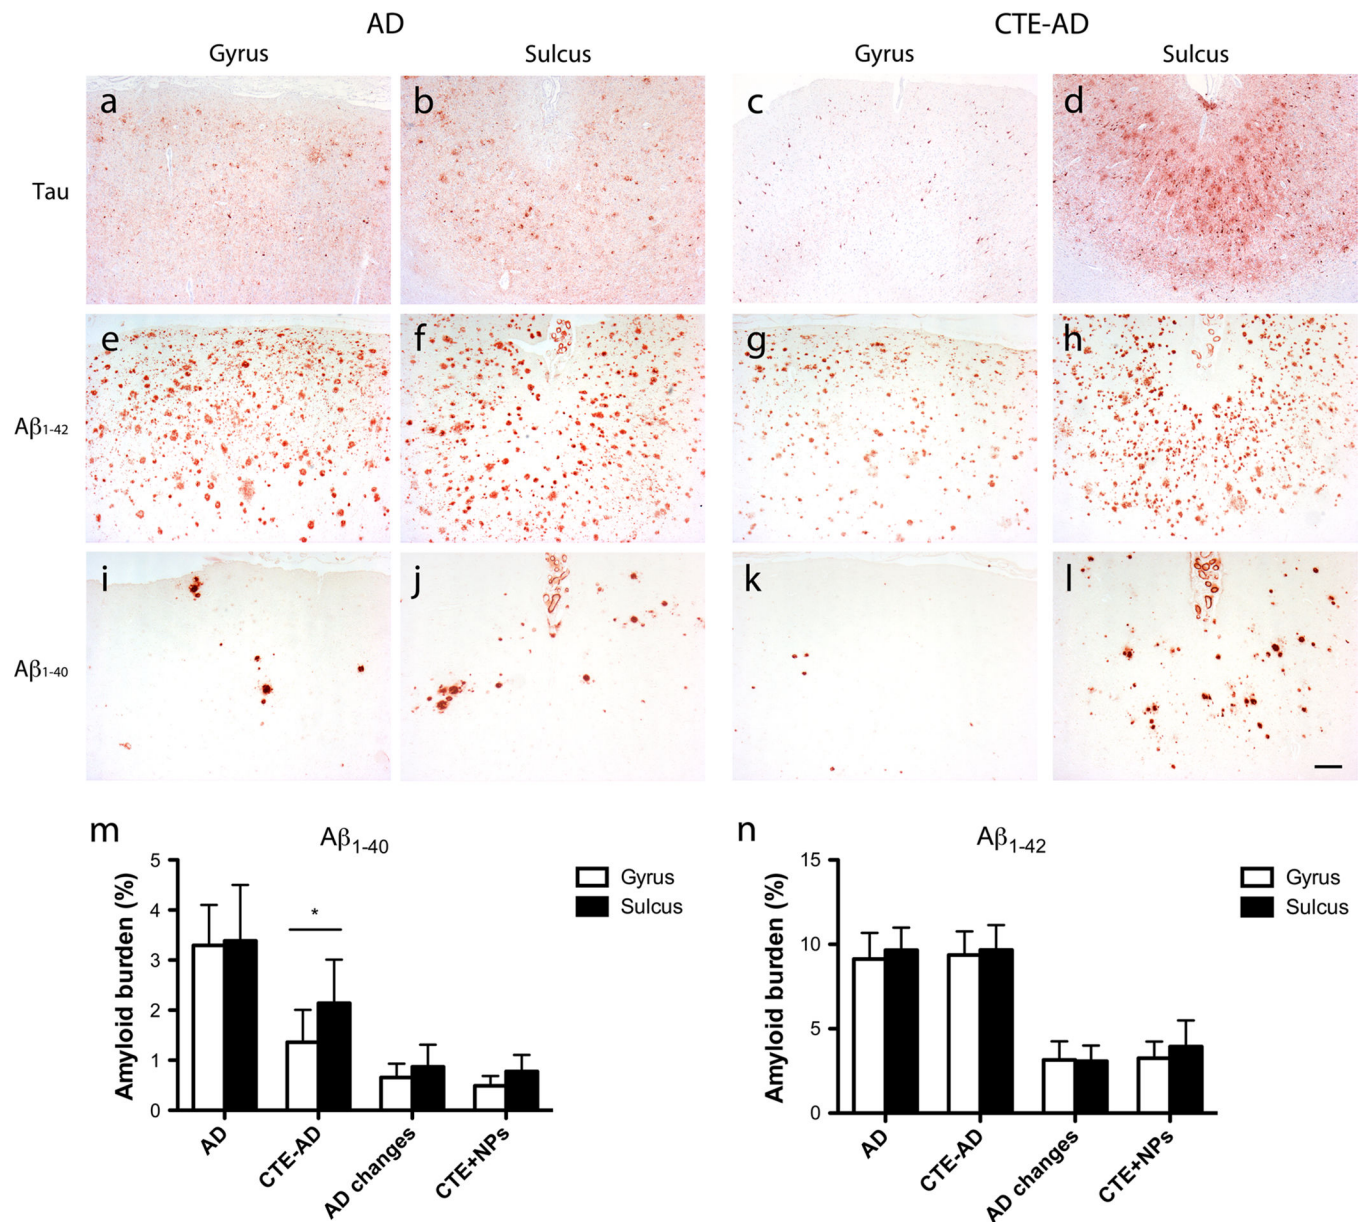 AD CTE-AD
Gyrus Sulcus Gyrus Sulcus
a b c d
Tau
e f g h
Aβ1-42
i j k l
Aβ1-40
m Aβ1-40
n Aβ1-42
Amyloid burden (%)
5
4
3
2
1
0
*
Gyrus
Sulcus
AD CTE-AD AD changes CTE+NPs
Amyloid burden (%)
15
10
5
0
Gyrus
Sulcus
AD CTE-AD AD changes CTE+NPs